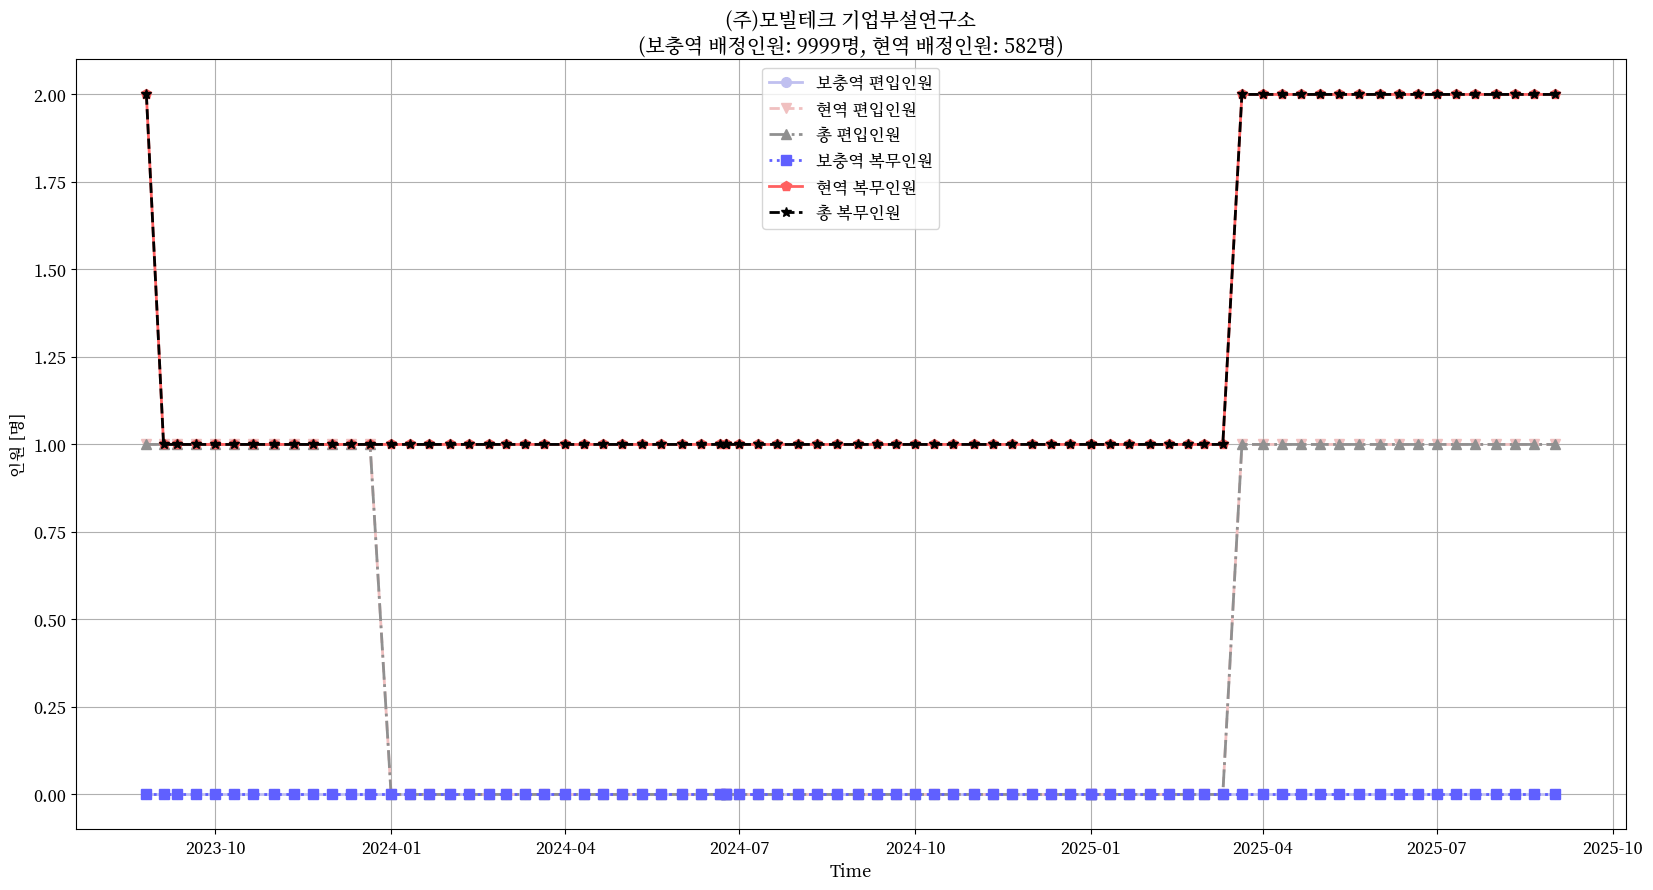 (주)모빌테크 기업부설연구소
(보충역 배정인원: 9999명, 현역 배정인원: 582명)
보충역 편입인원
현역 편입인원
총 편입인원
보충역 복무인원
현역 복무인원
총 복무인원
2.00
1.75
1.50
1.25
1.00
0.75
0.50
0.25
0.00
인원 [명]
2023-10
2024-01
2024-04
2024-07
2024-10
2025-01
2025-04
2025-07
2025-10
Time